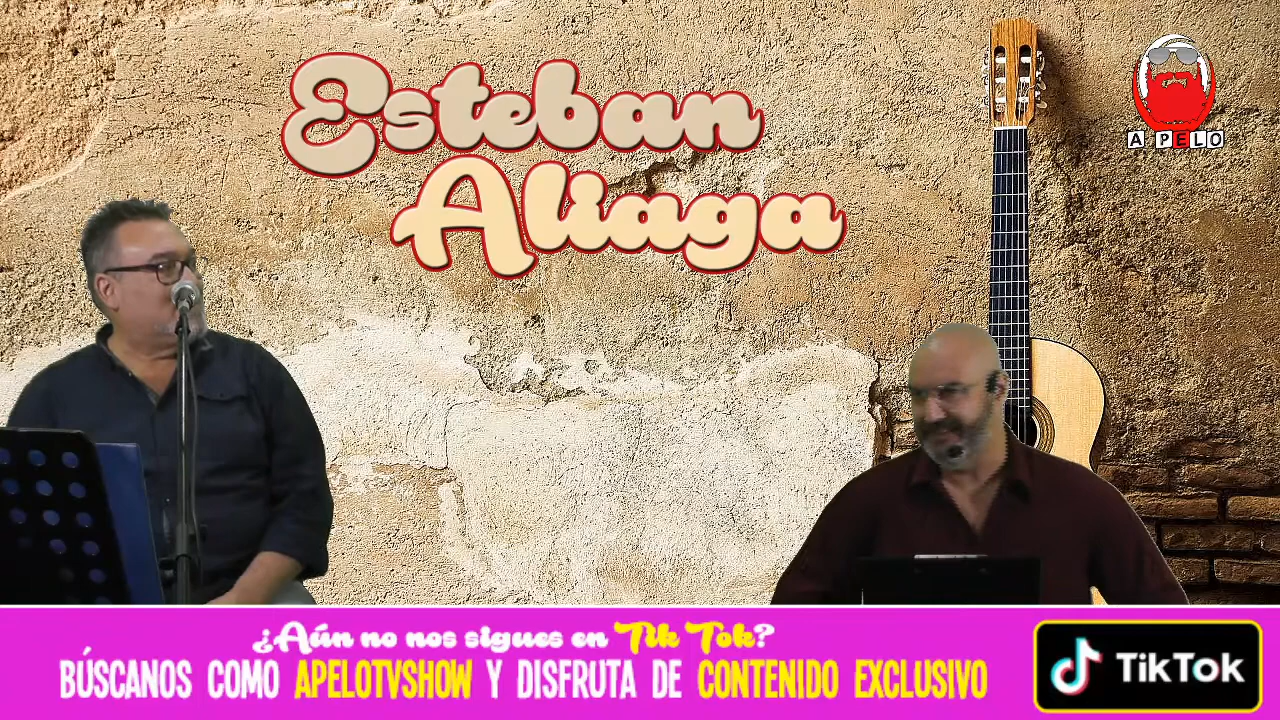 Esteban
Aliaga
A PELO
¿Aún no nos sigues en Tik Tok?
BÚSCANOS COMO APELOTVSHOW Y DISFRUTA DE CONTENIDO EXCLUSIVO
TikTok